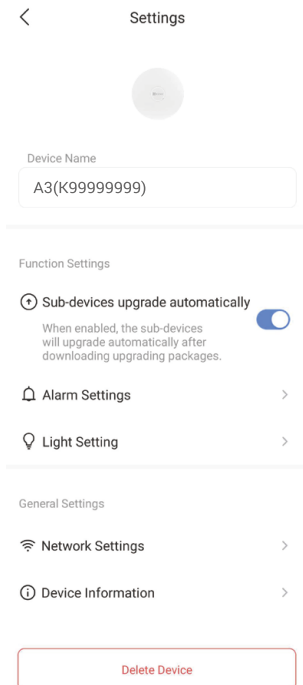 Settings
Device Name
A3(K99999999)
Function Settings
Sub-devices upgrade automatically
When enabled, the sub-devices
will upgrade automatically after
downloading upgrading packages.
Alarm Settings
Light Setting
General Settings
Network Settings
Device Information
Delete Device